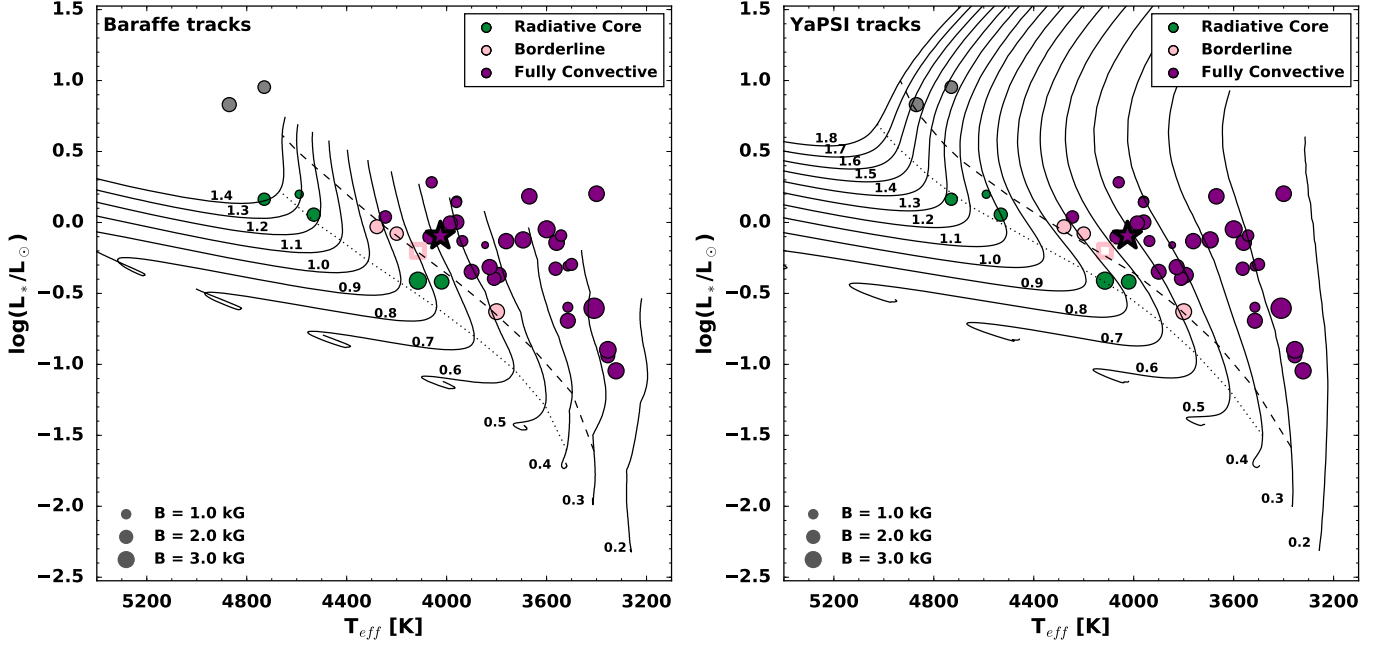 Baraffe tracks
Radiative Core
Borderline
Fully Convective
1.5
1.0
0.5
0.0
−0.5
−1.0
−1.5
−2.0
−2.5
log(L*/L☉)
1.4
1.3
1.2
1.1
1.0
0.9
0.8
0.7
0.6
0.5
0.4
0.3
0.2
B = 1.0 kG
B = 2.0 kG
B = 3.0 kG
5200 4800 4400 4000 3600 3200
T_eff [K]
YaPSI tracks
Radiative Core
Borderline
Fully Convective
1.5
1.0
0.5
0.0
−0.5
−1.0
−1.5
−2.0
−2.5
log(L*/L☉)
1.8
1.7
1.6
1.5
1.4
1.3
1.2
1.1
1.0
0.9
0.8
0.7
0.6
0.5
0.4
0.3
0.2
B = 1.0 kG
B = 2.0 kG
B = 3.0 kG
5200 4800 4400 4000 3600 3200
T_eff [K]